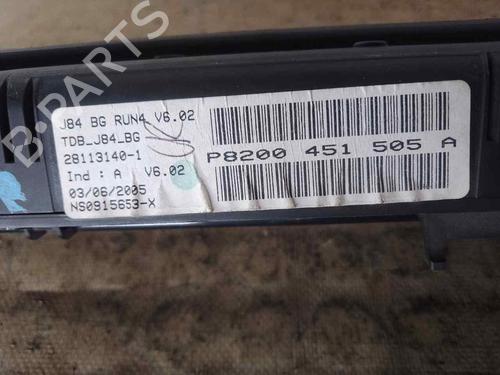 J84 BG RUN4 V6.02
TDB_J84_BG
28113140-1
Ind : A V6.02
03/06/2005
NS0915653-X
P8200 451 505 A
B-PARTS